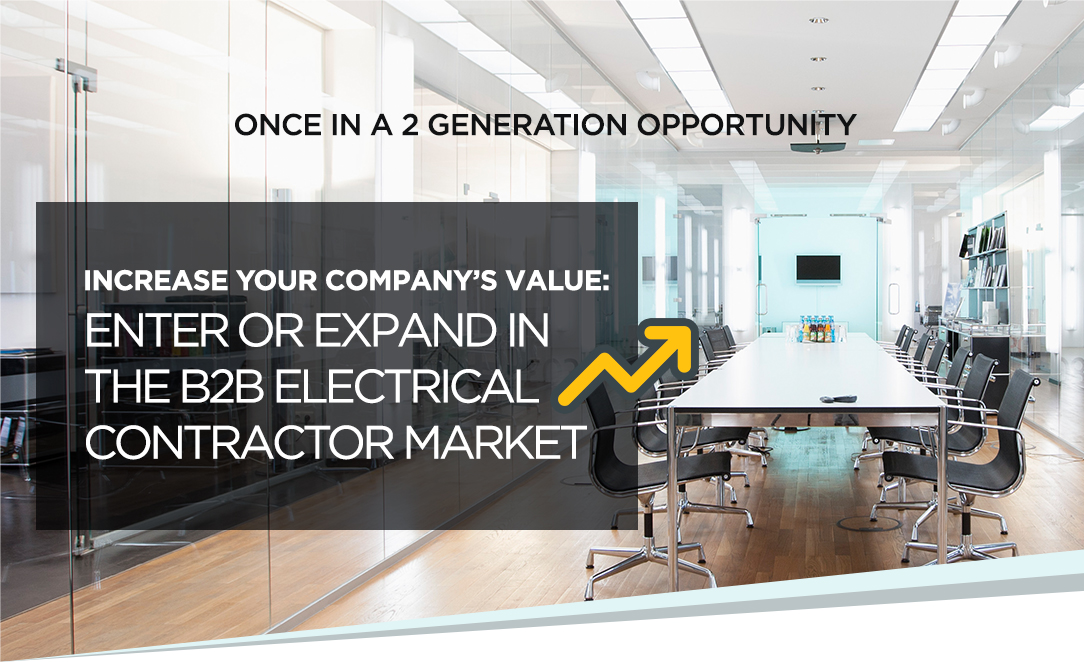 ONCE IN A 2 GENERATION OPPORTUNITY
INCREASE YOUR COMPANY’S VALUE:
ENTER OR EXPAND IN
THE B2B ELECTRICAL
CONTRACTOR MARKET